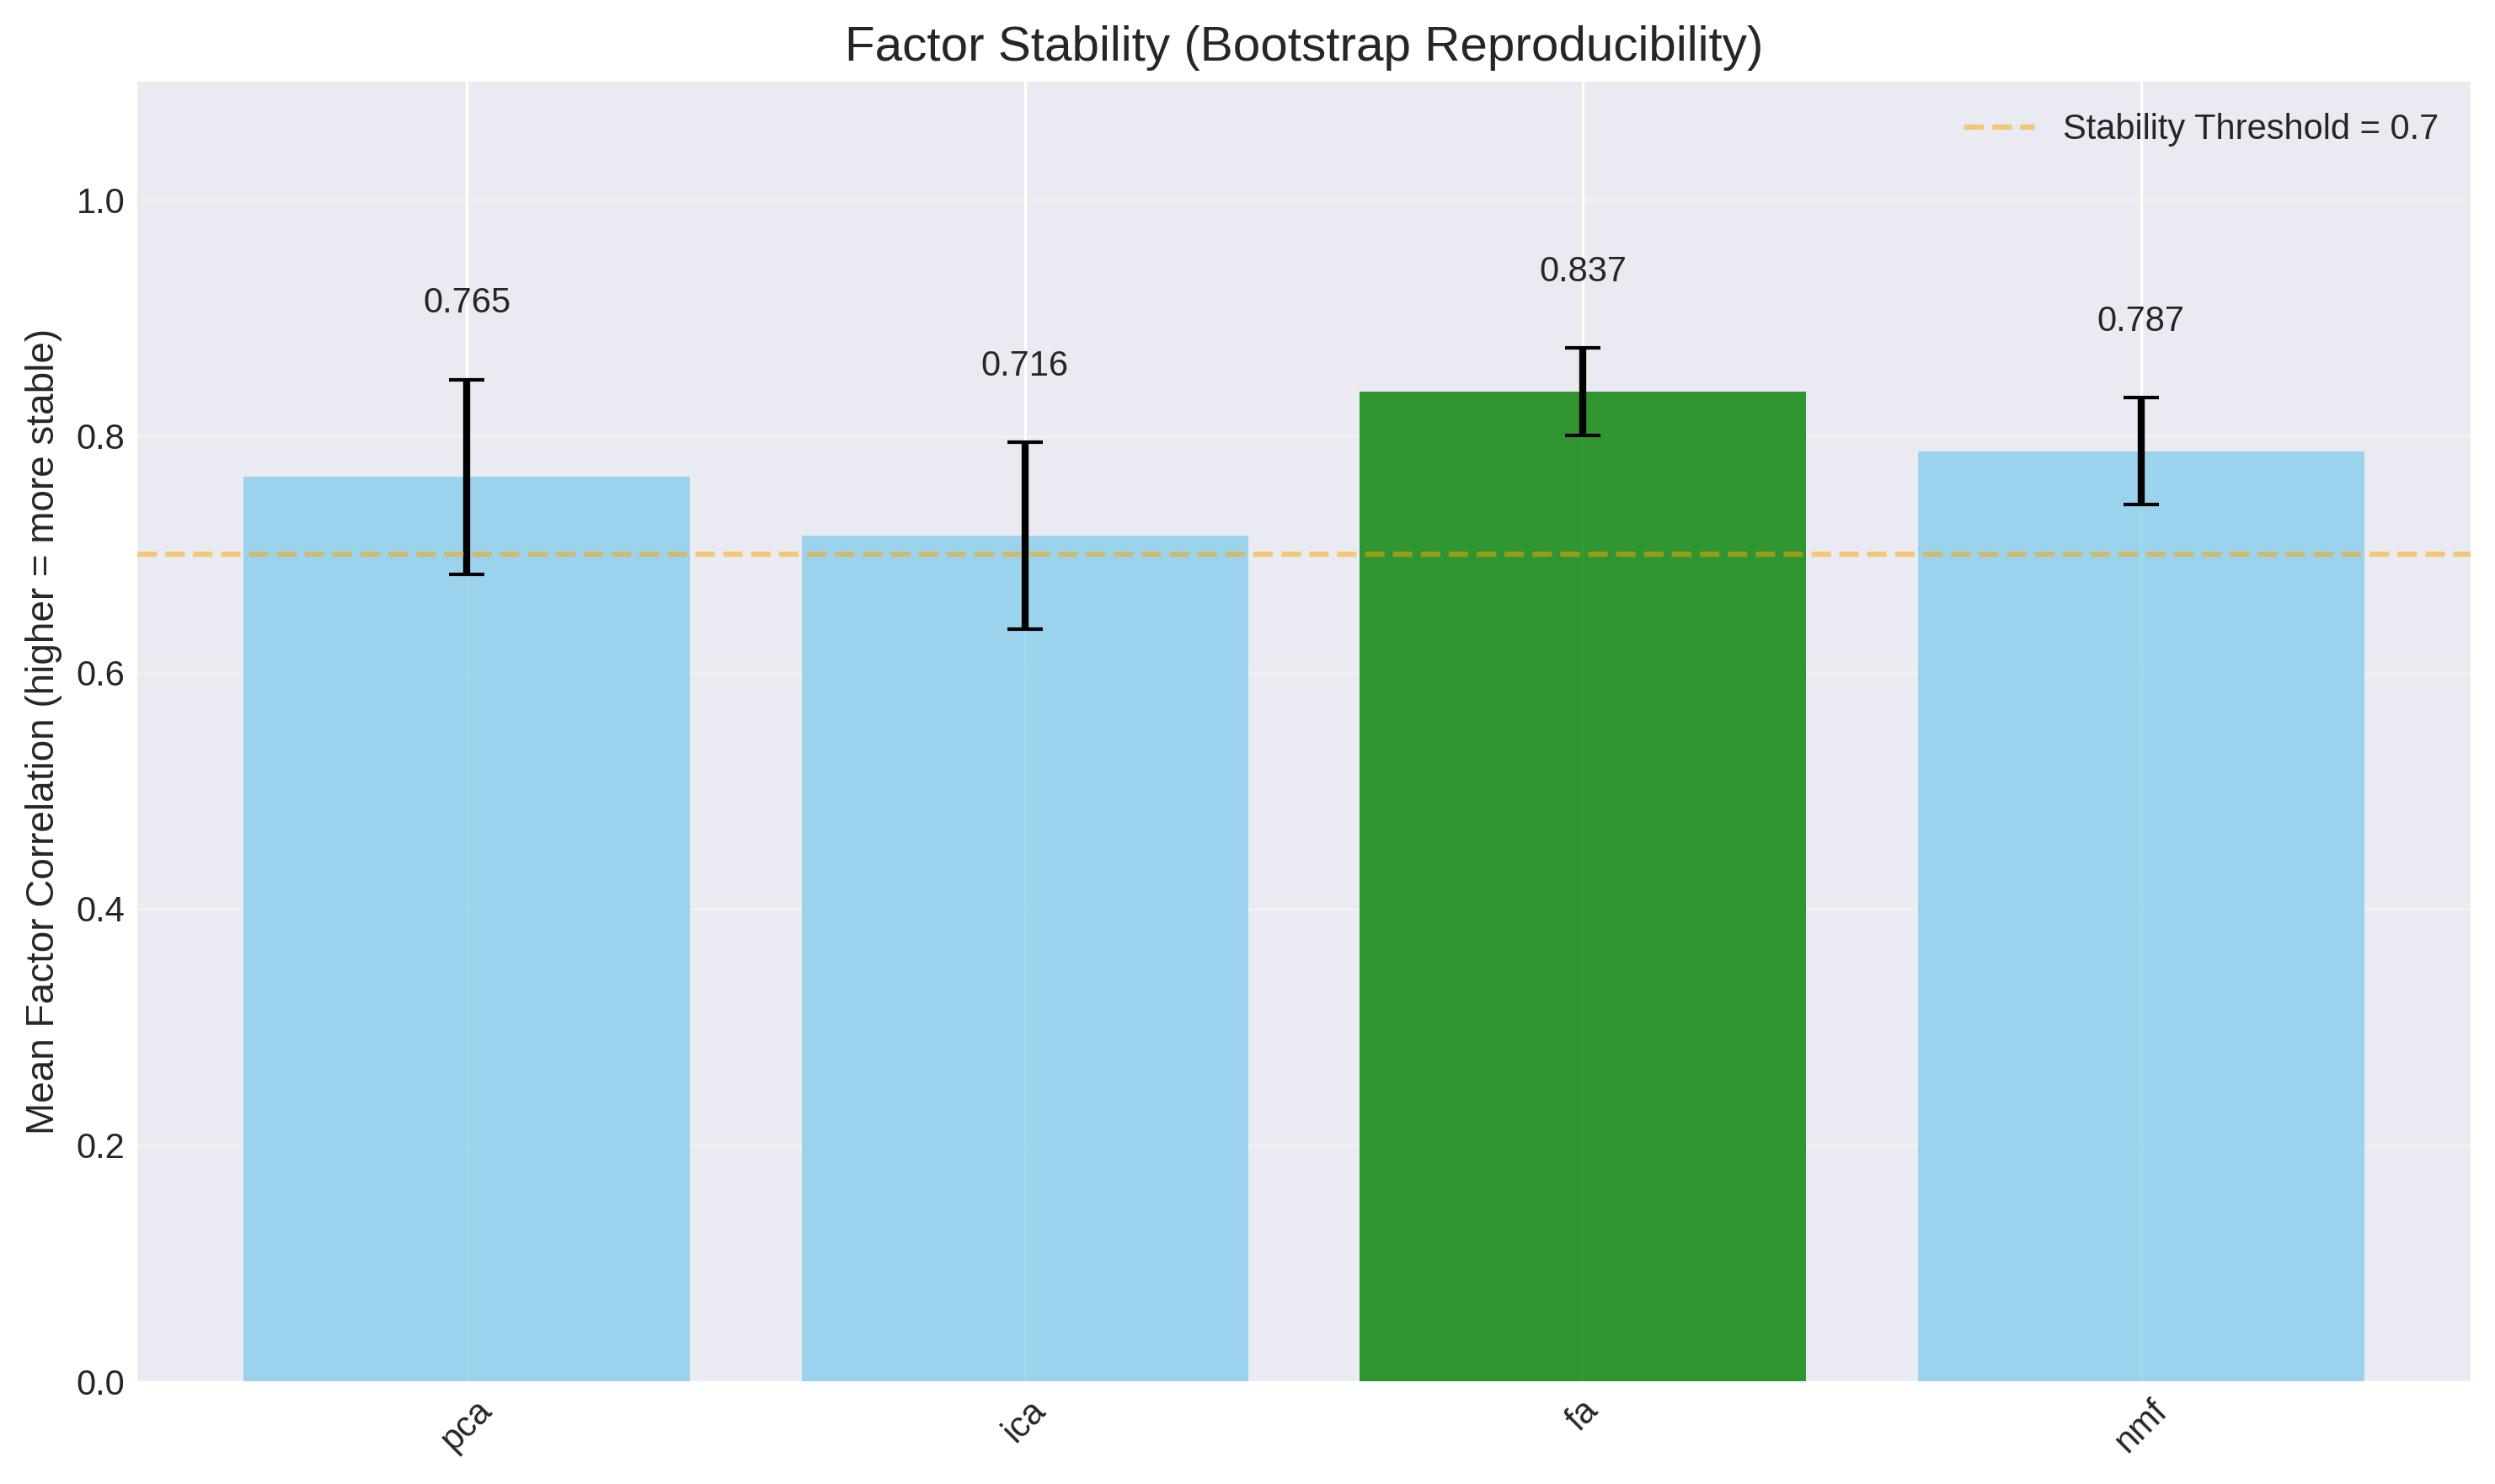 Factor Stability (Bootstrap Reproducibility)
Stability Threshold = 0.7
Mean Factor Correlation (higher = more stable)
1.0
0.8
0.6
0.4
0.2
0.0
0.765
0.716
0.837
0.787
pca
ica
fa
nmf